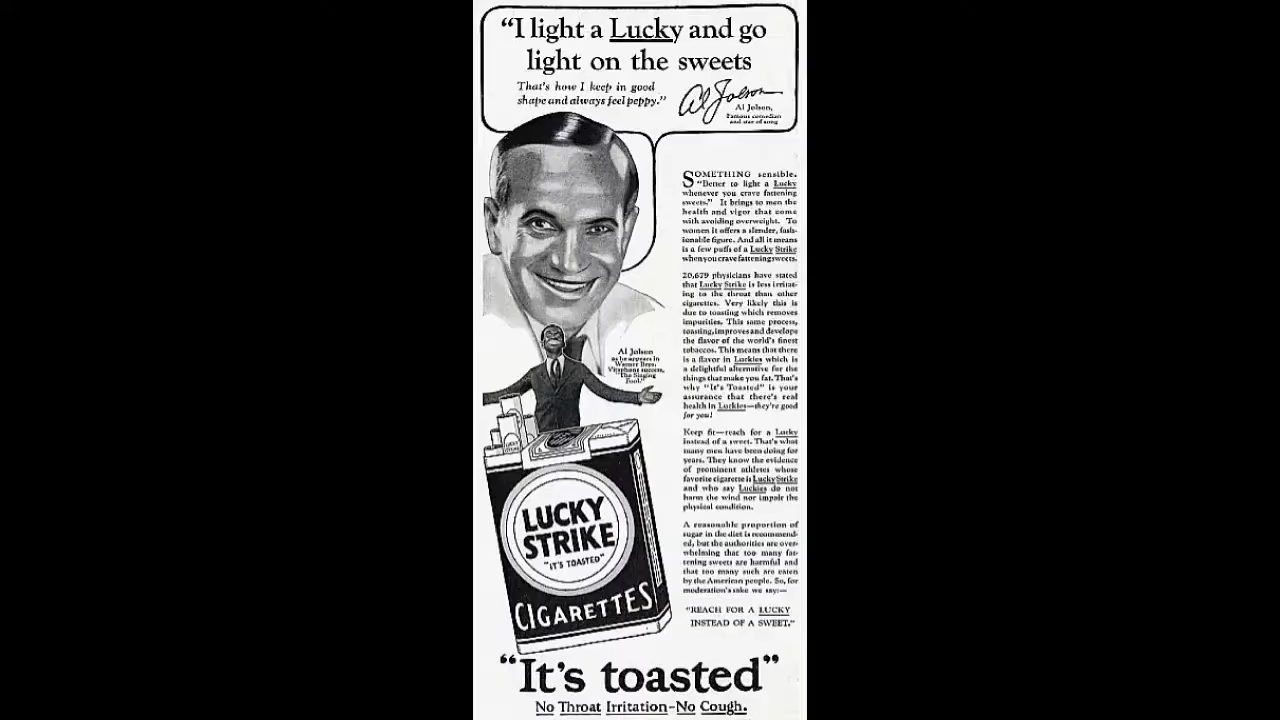 “I light a Lucky and go
light on the sweets
That's how I keep in good
shape and always feel peppy.”
Al Jolson
Al Jolson,
Famous comedian
and star of song
SOMETHING sensible.
“Better to light a Lucky
whenever you crave fattening
sweets.” It brings to men the
health and vigor that come
with avoiding overweight. To
women it offers a slender, fash-
ionable figure. And all it means
is a few puffs of a Lucky Strike
when you crave fattening sweets.
20,679 physicians have stated
that Lucky Strike is less irritat-
ing to the throat than other
cigarettes. Very likely this is
due to toasting which removes
impurities. This same process,
toasting, improves and develops
the flavor of the world's finest
tobaccos. This means that there
is a flavor in Luckies which is
a delightful alternative for the
things that make you fat. That's
why “It's Toasted” is your
assurance that there's real
health in Luckies—they're good
for you!
Keep fit—reach for a Lucky
instead of a sweet. That's what
many men have been doing for
years. They know the evidence
of prominent athletes whose
favorite cigarette is Lucky Strike
and who say Luckies do not
harm the wind nor impair the
physical condition.
A reasonable proportion of
sugar in the diet is recommend-
ed, but the authorities are over-
whelming that too many fat-
tening sweets are harmful and
that too many such are eaten
by the American people. So, for
moderation's sake we say:—
“REACH FOR A LUCKY
INSTEAD OF A SWEET.”
Al Jolson
as he appears in
Warner Bros.
Vitaphone success,
“The Singing
Fool.”
LUCKY
STRIKE
“IT'S TOASTED”
CIGARETTES
“It's toasted”
No Throat Irritation-No Cough.